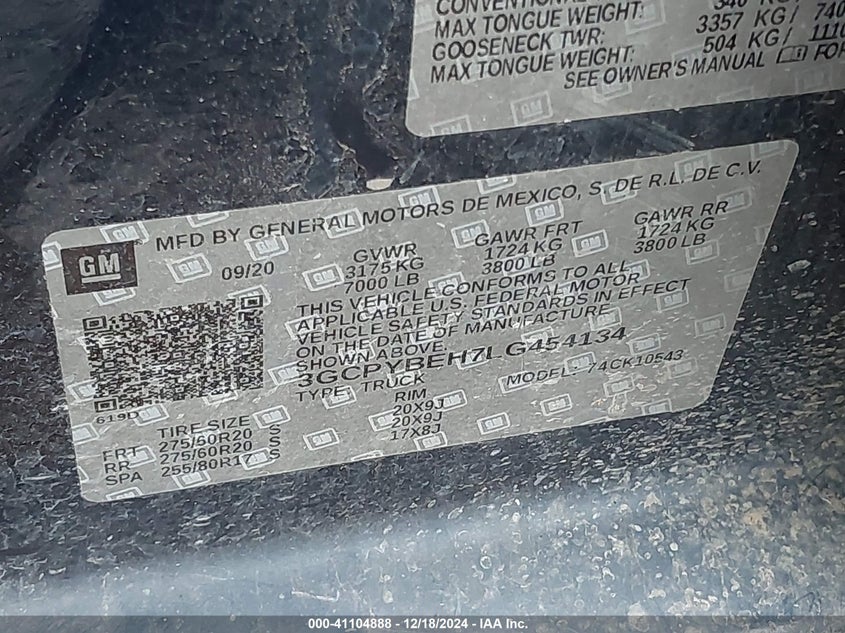 CONVENTIONAL
MAX TONGUE WEIGHT: 340
GOOSENECK TWR: 3357 KG/ 740
MAX TONGUE WEIGHT: 504 KG/ 1110
SEE OWNER'S MANUAL FOR
GM
MFD BY GENERAL MOTORS DE MEXICO, S. DE R.L. DE C.V.
09/20 GVWR GAWR FRT GAWR RR
3175 KG 1724 KG 1724 KG
7000 LB 3800 LB 3800 LB
THIS VEHICLE CONFORMS TO ALL
APPLICABLE U.S. FEDERAL MOTOR
VEHICLE SAFETY STANDARDS IN EFFECT
ON THE DATE OF MANUFACTURE
SHOWN ABOVE.
3GCPYBEH7LG454134
TYPE: TRUCK MODEL: 74CK10543
619D
TIRE SIZE RIM
FRT 275/60R20 S 20X9J
RR 275/60R20 S 20X9J
SPA 255/80R17 S 17X8J
000-41104888 - 12/18/2024 - IAA Inc.